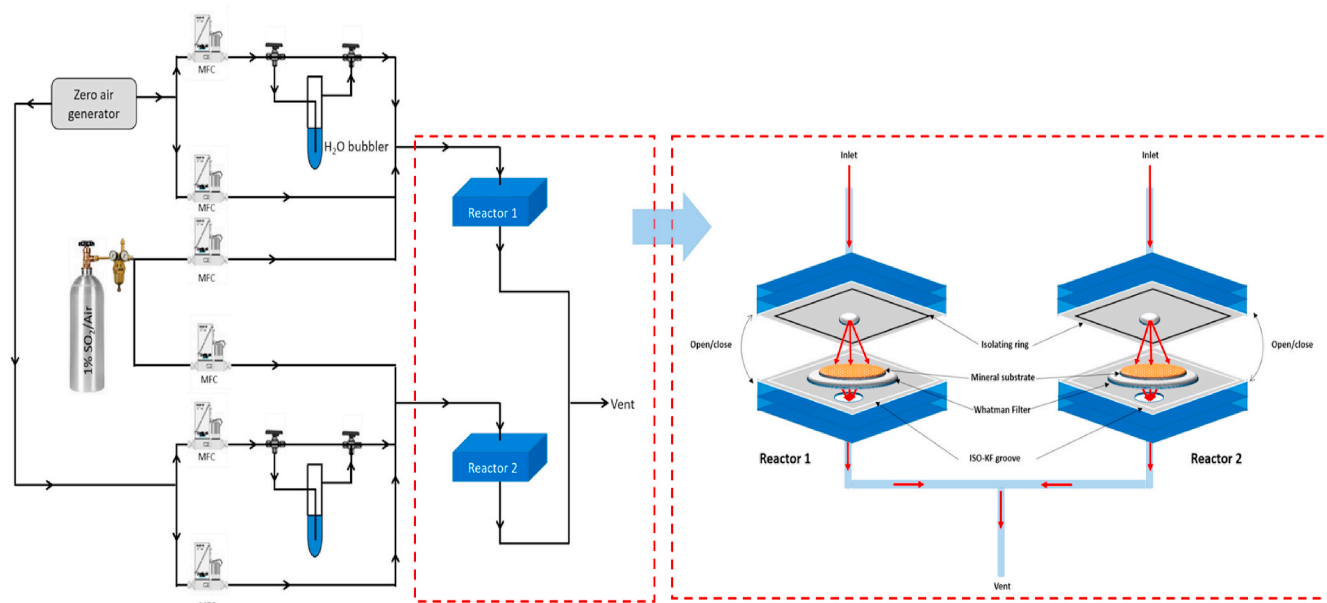 MFC
Zero air
generator
H₂O bubbler
MFC
MFC
1% SO₂/Air
MFC
MFC
Reactor 1
Reactor 2
Vent
Inlet
Inlet
Open/close
Isolating ring
Open/close
Mineral substrate
Whatman Filter
ISO-KF groove
Reactor 1
Reactor 2
Vent